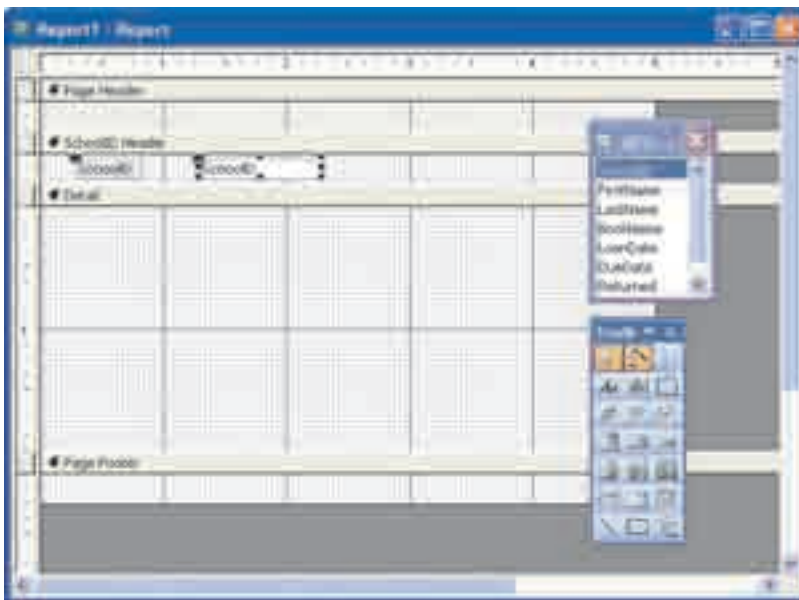 Report1 : Report
Page Header
SchoolID Header
SchoolID
SchoolID
Detail
FirstName
LastName
BookName
LoanDate
DueDate
Returned
Page Footer